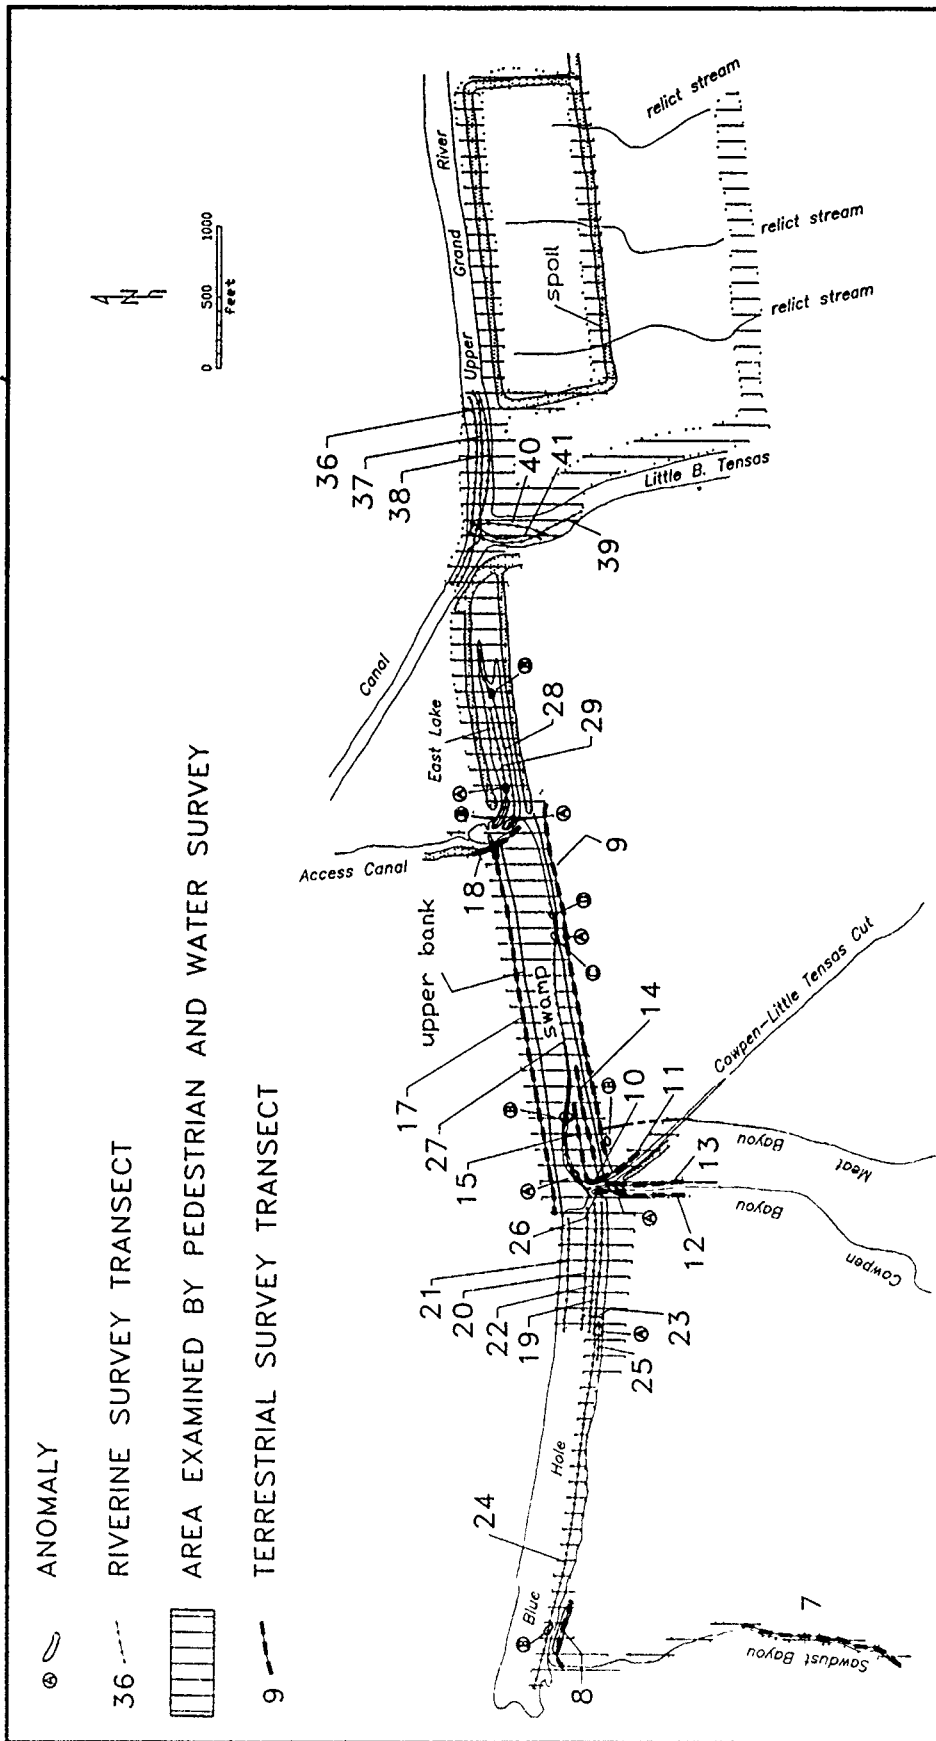 Ⓐ ANOMALY
36 RIVERINE SURVEY TRANSECT
AREA EXAMINED BY PEDESTRIAN AND WATER SURVEY
9 TERRESTRIAL SURVEY TRANSECT
N
0 500 1000
feet
Upper Grand River
spoil
relict stream
relict stream
relict stream
36
37
38
40
41
39
Little B. Tensas
Canal
East Lake
28
29
Ⓐ
Ⓐ
Access Canal
18
9
upper bank
swamp
17
27
15
Ⓑ
Ⓐ
Ⓐ
Ⓒ
14
Ⓑ
10
11
Ⓐ
13
12
Cowpen-Little Tensas Cut
Meat Bayou
Cowpen Bayou
26
21
20
22
19
23
Ⓐ
25
24
Blue Hole
Ⓑ
8
7
Sawdust Bayou